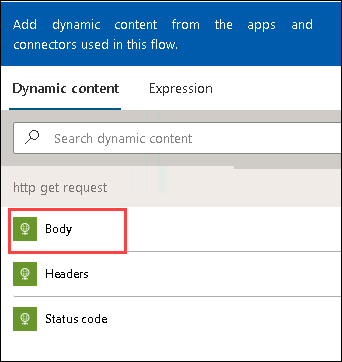 Add dynamic content from the apps and
connectors used in this flow.
Dynamic content Expression
Search dynamic content
http get request
Body
Headers
Status code